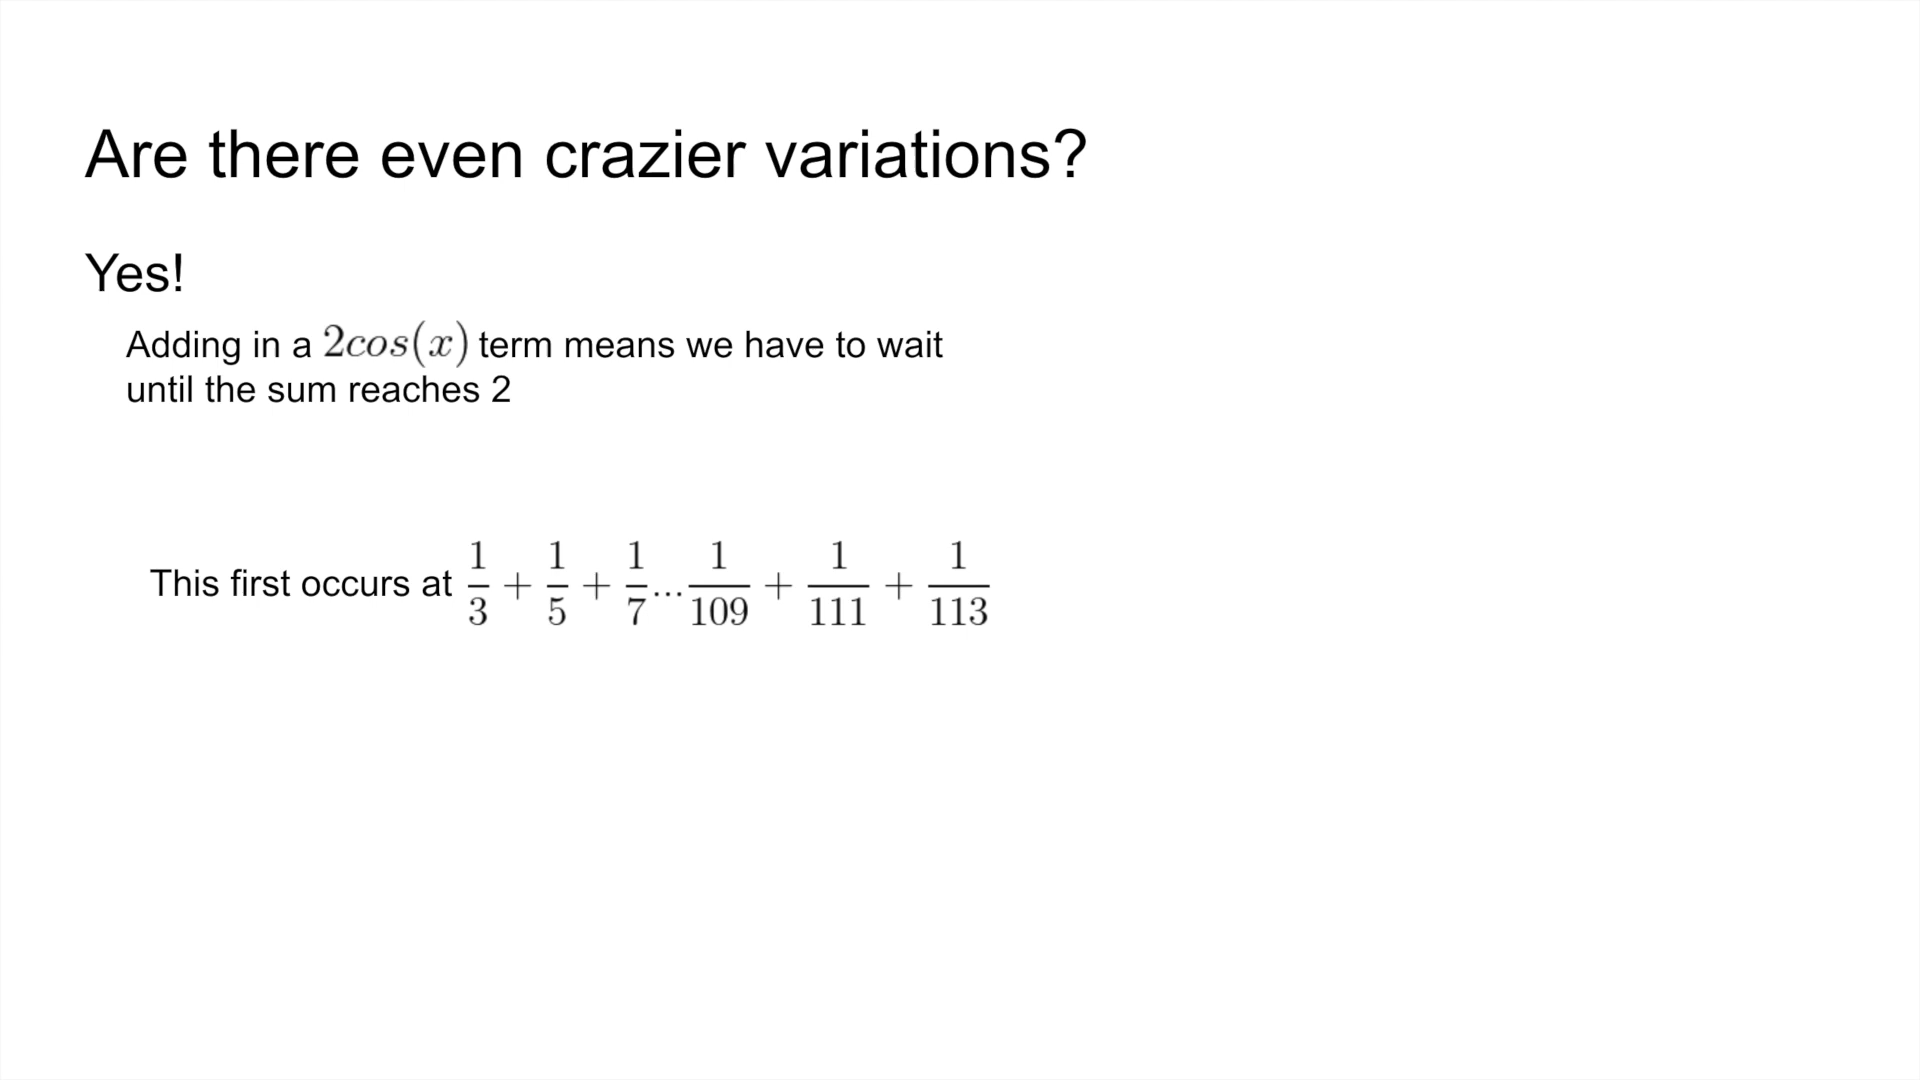 Are there even crazier variations?
Yes!
Adding in a 2cos(x) term means we have to wait
until the sum reaches 2
This first occurs at 1/3 + 1/5 + 1/7 ... 1/109 + 1/111 + 1/113